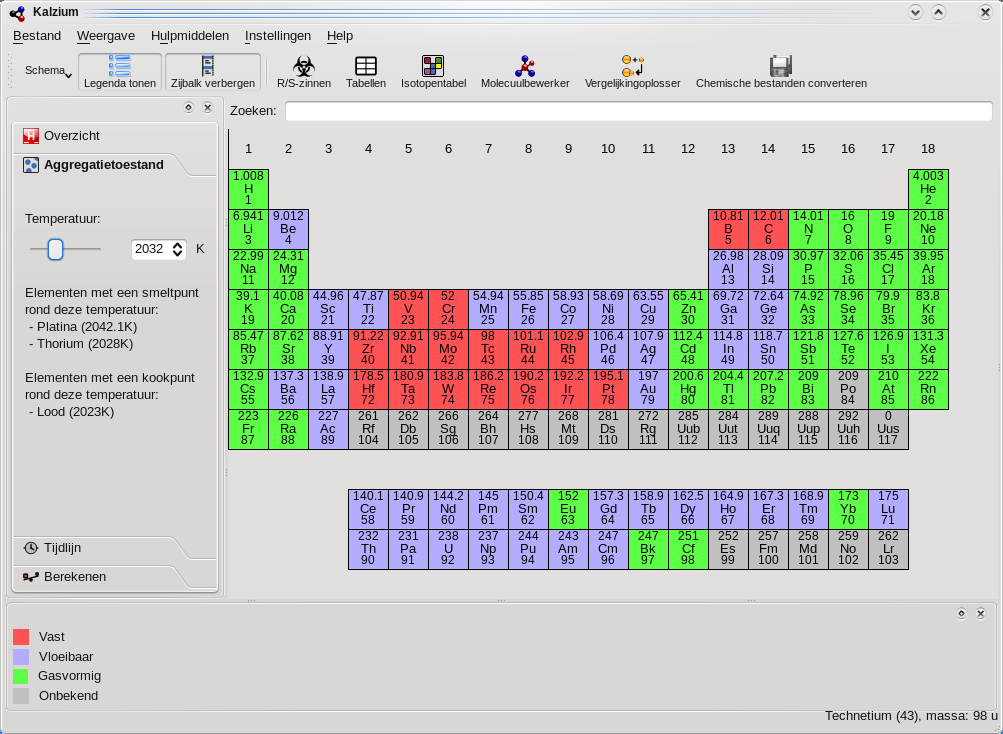 Kalzium
Bestand Weergave Hulpmiddelen Instellingen Help
Schema Legenda tonen Zijbalk verbergen R/S-zinnen Tabellen Isotopentabel Molecuulbewerker Vergelijkingoplosser Chemische bestanden converteren
Zoeken:
Overzicht
Aggregatietoestand
Temperatuur:
2032 K
Elementen met een smeltpunt
rond deze temperatuur:
- Platina (2042.1K)
- Thorium (2028K)
Elementen met een kookpunt
rond deze temperatuur:
- Lood (2023K)
Tijdlijn
Berekenen
1 2 3 4 5 6 7 8 9 10 11 12 13 14 15 16 17 18
1.008 4.003
H He
1 2
6.941 9.012 10.81 12.01 14.01 16 19 20.18
Li Be B C N O F Ne
3 4 5 6 7 8 9 10
22.99 24.31 26.98 28.09 30.97 32.06 35.45 39.95
Na Mg Al Si P S Cl Ar
11 12 13 14 15 16 17 18
39.1 40.08 44.96 47.87 50.94 52 54.94 55.85 58.93 58.69 63.55 65.41 69.72 72.64 74.92 78.96 79.9 83.8
K Ca Sc Ti V Cr Mn Fe Co Ni Cu Zn Ga Ge As Se Br Kr
19 20 21 22 23 24 25 26 27 28 29 30 31 32 33 34 35 36
85.47 87.62 88.91 91.22 92.91 95.94 98 101.1 102.9 106.4 107.9 112.4 114.8 118.7 121.8 127.6 126.9 131.3
Rb Sr Y Zr Nb Mo Tc Ru Rh Pd Ag Cd In Sn Sb Te I Xe
37 38 39 40 41 42 43 44 45 46 47 48 49 50 51 52 53 54
132.9 137.3 138.9 178.5 180.9 183.8 186.2 190.2 192.2 195.1 197 200.6 204.4 207.2 209 209 210 222
Cs Ba La Hf Ta W Re Os Ir Pt Au Hg Tl Pb Bi Po At Rn
55 56 57 72 73 74 75 76 77 78 79 80 81 82 83 84 85 86
223 226 227 261 262 266 264 277 268 281 272 285 284 289 288 292 0
Fr Ra Ac Rf Db Sg Bh Hs Mt Ds Rg Uub Uut Uuq Uup Uuh Uus
87 88 89 104 105 106 107 108 109 110 111 112 113 114 115 116 117
140.1 140.9 144.2 145 150.4 152 157.3 158.9 162.5 164.9 167.3 168.9 173 175
Ce Pr Nd Pm Sm Eu Gd Tb Dy Ho Er Tm Yb Lu
58 59 60 61 62 63 64 65 66 67 68 69 70 71
232 231 238 237 244 243 247 247 251 252 257 258 259 262
Th Pa U Np Pu Am Cm Bk Cf Es Fm Md No Lr
90 91 92 93 94 95 96 97 98 99 100 101 102 103
Vast
Vloeibaar
Gasvormig
Onbekend
Technetium (43), massa: 98 u